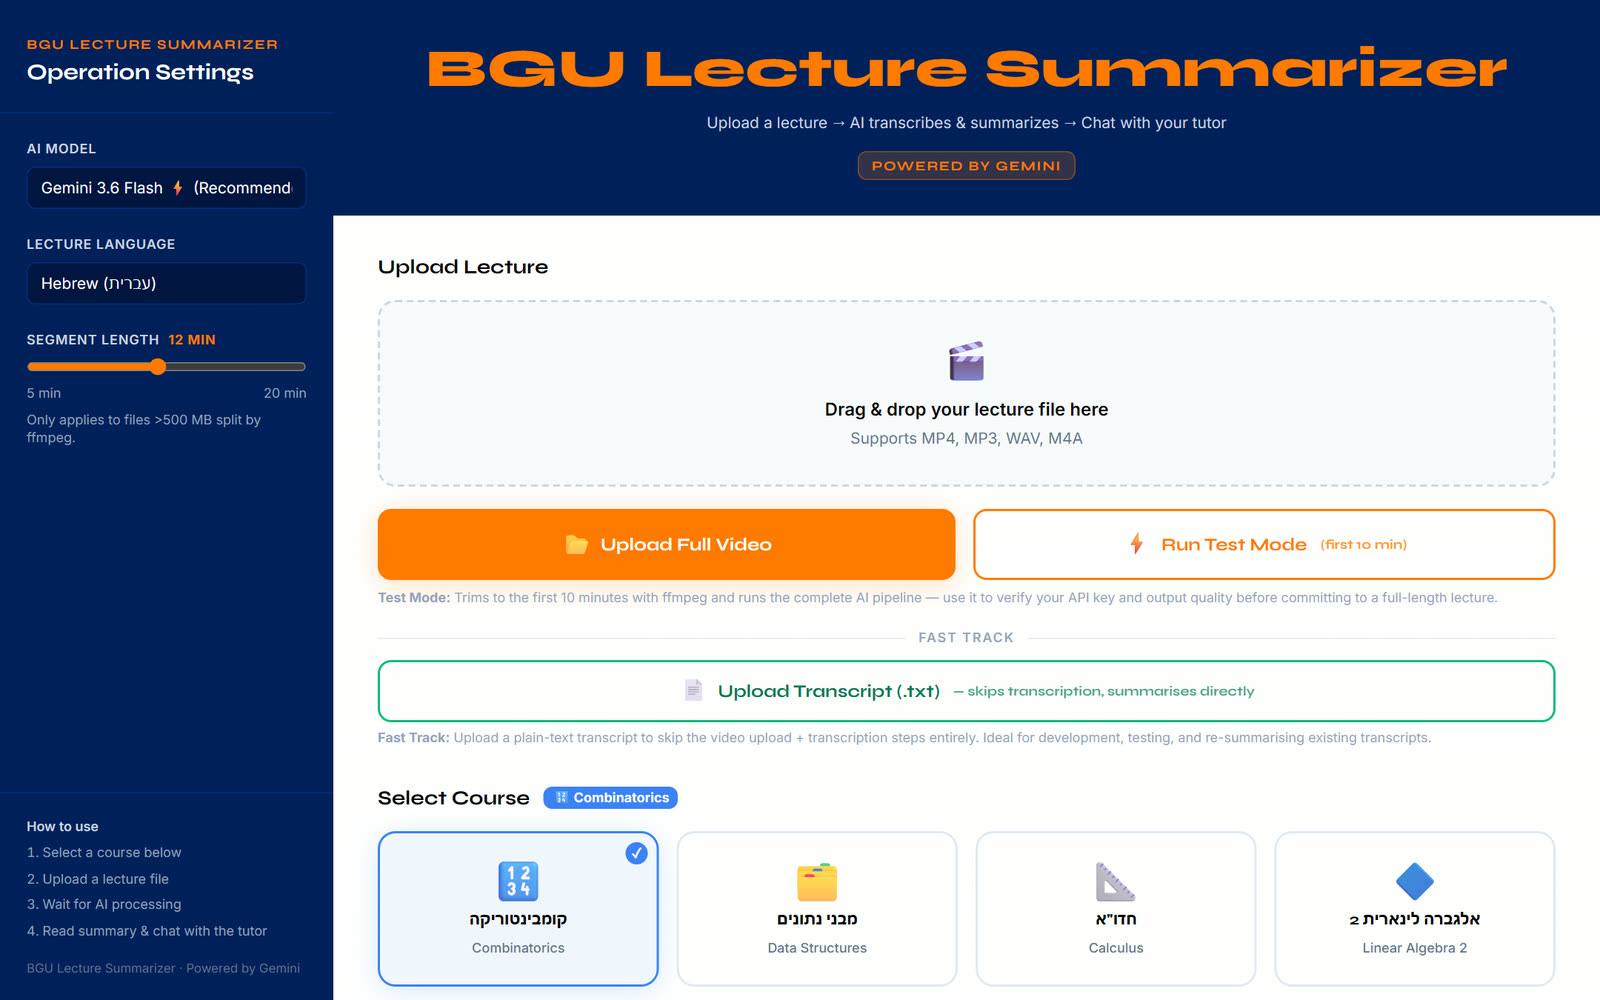 BGU LECTURE SUMMARIZER
Operation Settings
AI MODEL
Gemini 3.6 Flash ⚡ (Recommend
LECTURE LANGUAGE
Hebrew (עברית)
SEGMENT LENGTH 12 MIN
5 min 20 min
Only applies to files >500 MB split by
ffmpeg.
How to use
1. Select a course below
2. Upload a lecture file
3. Wait for AI processing
4. Read summary & chat with the tutor
BGU Lecture Summarizer · Powered by Gemini
BGU Lecture Summarizer
Upload a lecture → AI transcribes & summarizes → Chat with your tutor
POWERED BY GEMINI
Upload Lecture
Drag & drop your lecture file here
Supports MP4, MP3, WAV, M4A
📂 Upload Full Video
⚡ Run Test Mode (first 10 min)
Test Mode: Trims to the first 10 minutes with ffmpeg and runs the complete AI pipeline — use it to verify your API key and output quality before committing to a full-length lecture.
FAST TRACK
📄 Upload Transcript (.txt) — skips transcription, summarises directly
Fast Track: Upload a plain-text transcript to skip the video upload + transcription steps entirely. Ideal for development, testing, and re-summarising existing transcripts.
Select Course 🔢 Combinatorics
קומבינטוריקה
Combinatorics
מבני נתונים
Data Structures
חדו"א
Calculus
אלגברה לינארית 2
Linear Algebra 2